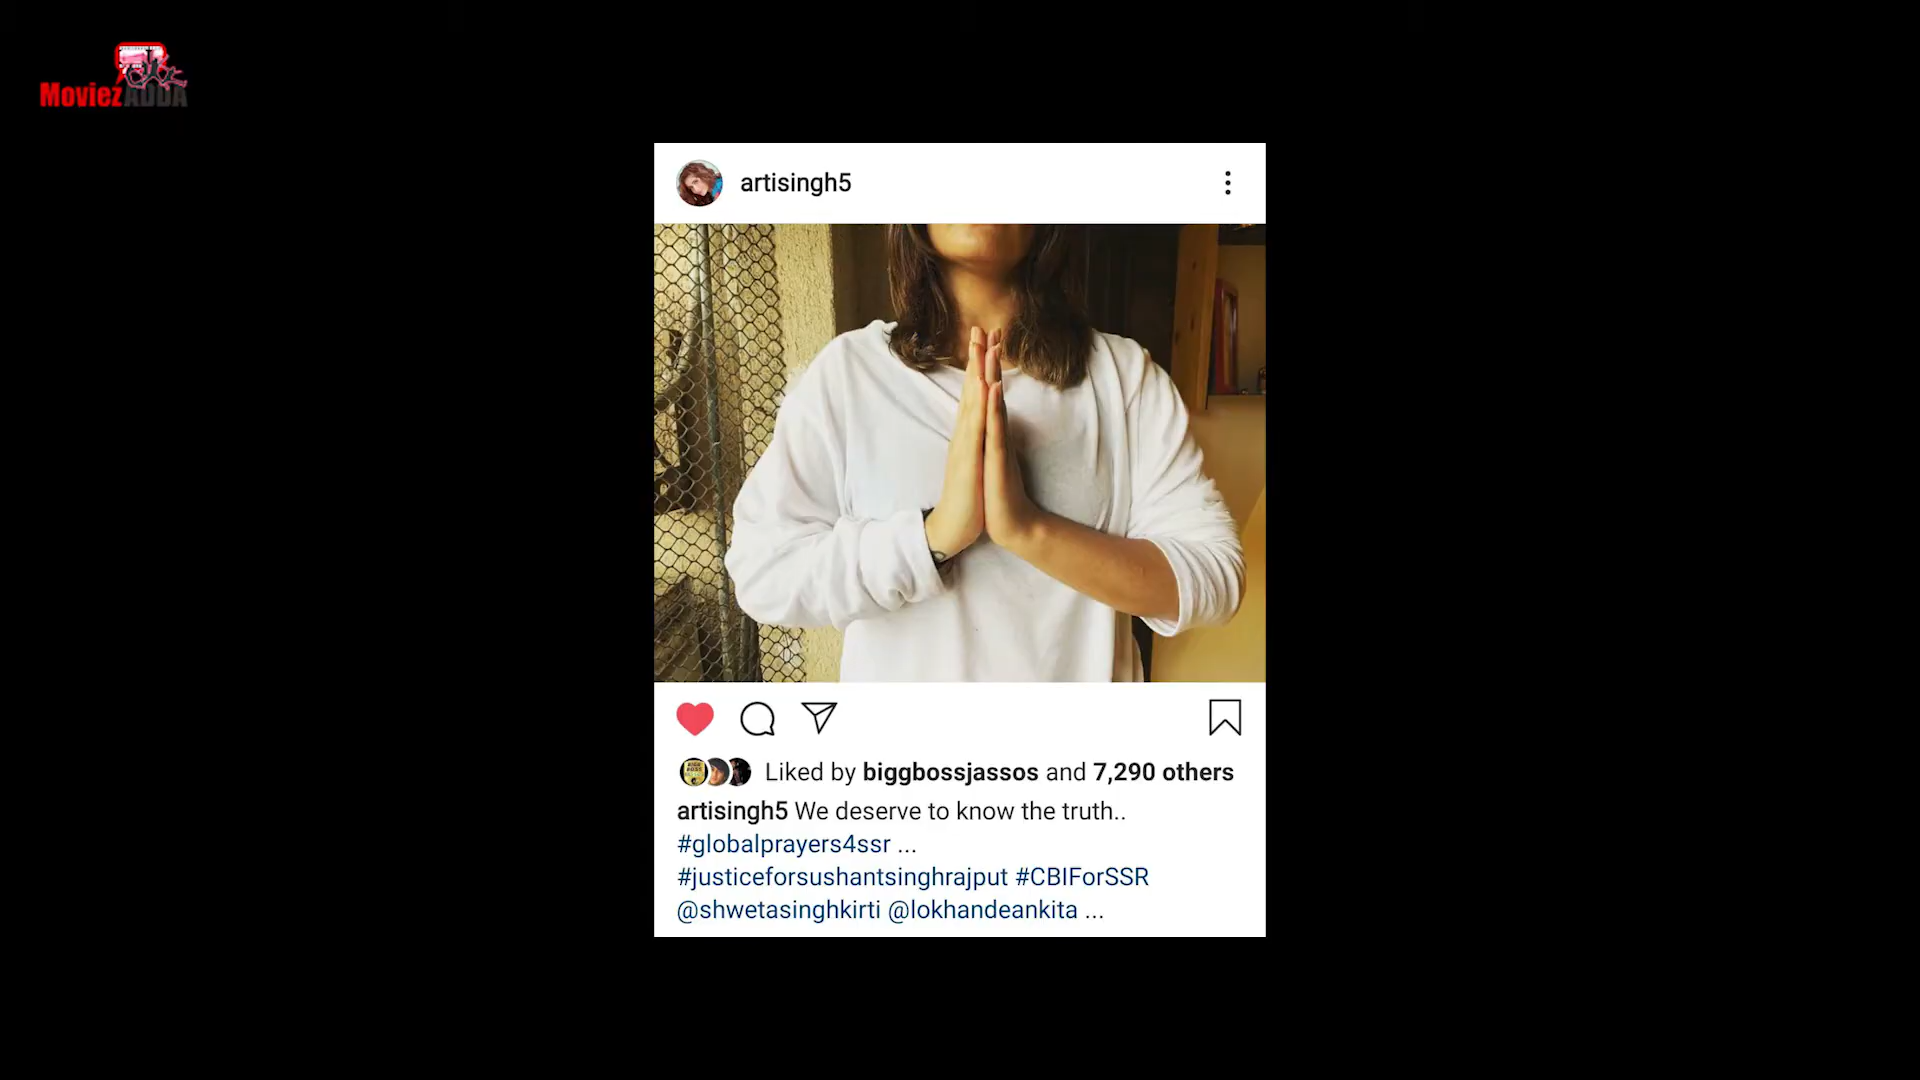 MoviezADDA
artisingh5
Liked by biggbossjassos and 7,290 others
artisingh5 We deserve to know the truth..
#globalprayers4ssr ...
#justiceforsushantsinghrajput #CBIForSSR
@shwetasinghkirti @lokhandeankita ...